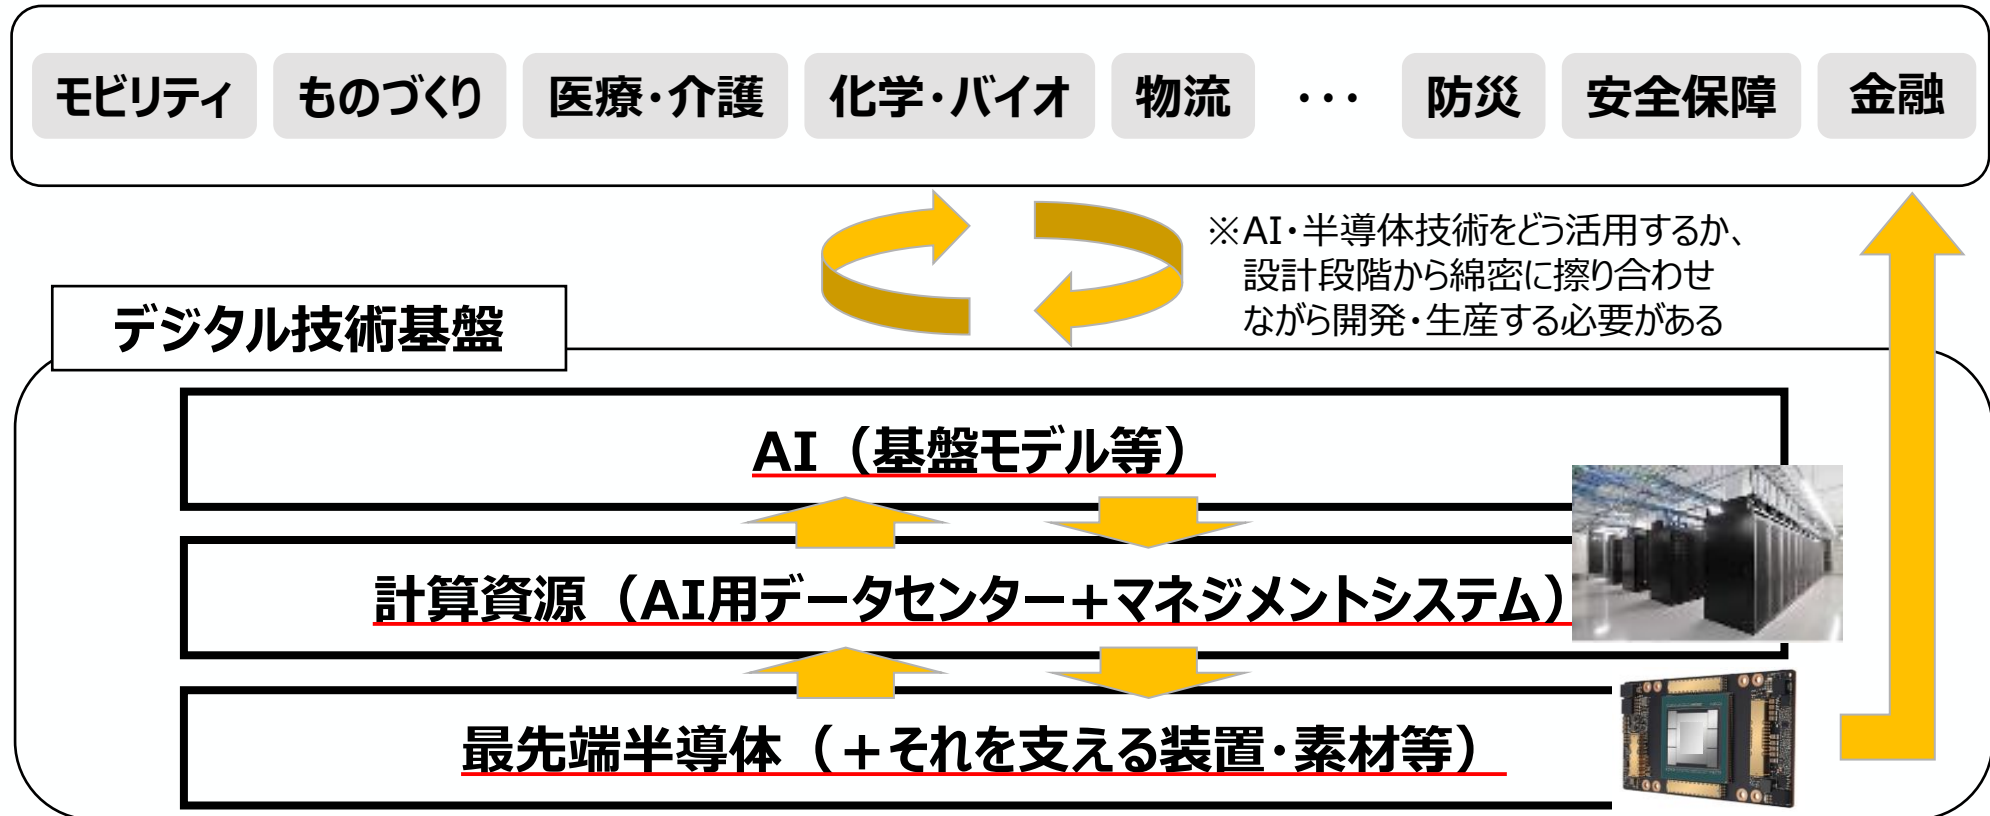 モビリティ ものづくり 医療・介護 化学・バイオ 物流 ・・・ 防災 安全保障 金融
※AI・半導体技術をどう活用するか、
設計段階から綿密に擦り合わせ
ながら開発・生産する必要がある
デジタル技術基盤
AI（基盤モデル等）
計算資源（AI用データセンター＋マネジメントシステム）
最先端半導体（＋それを支える装置・素材等）